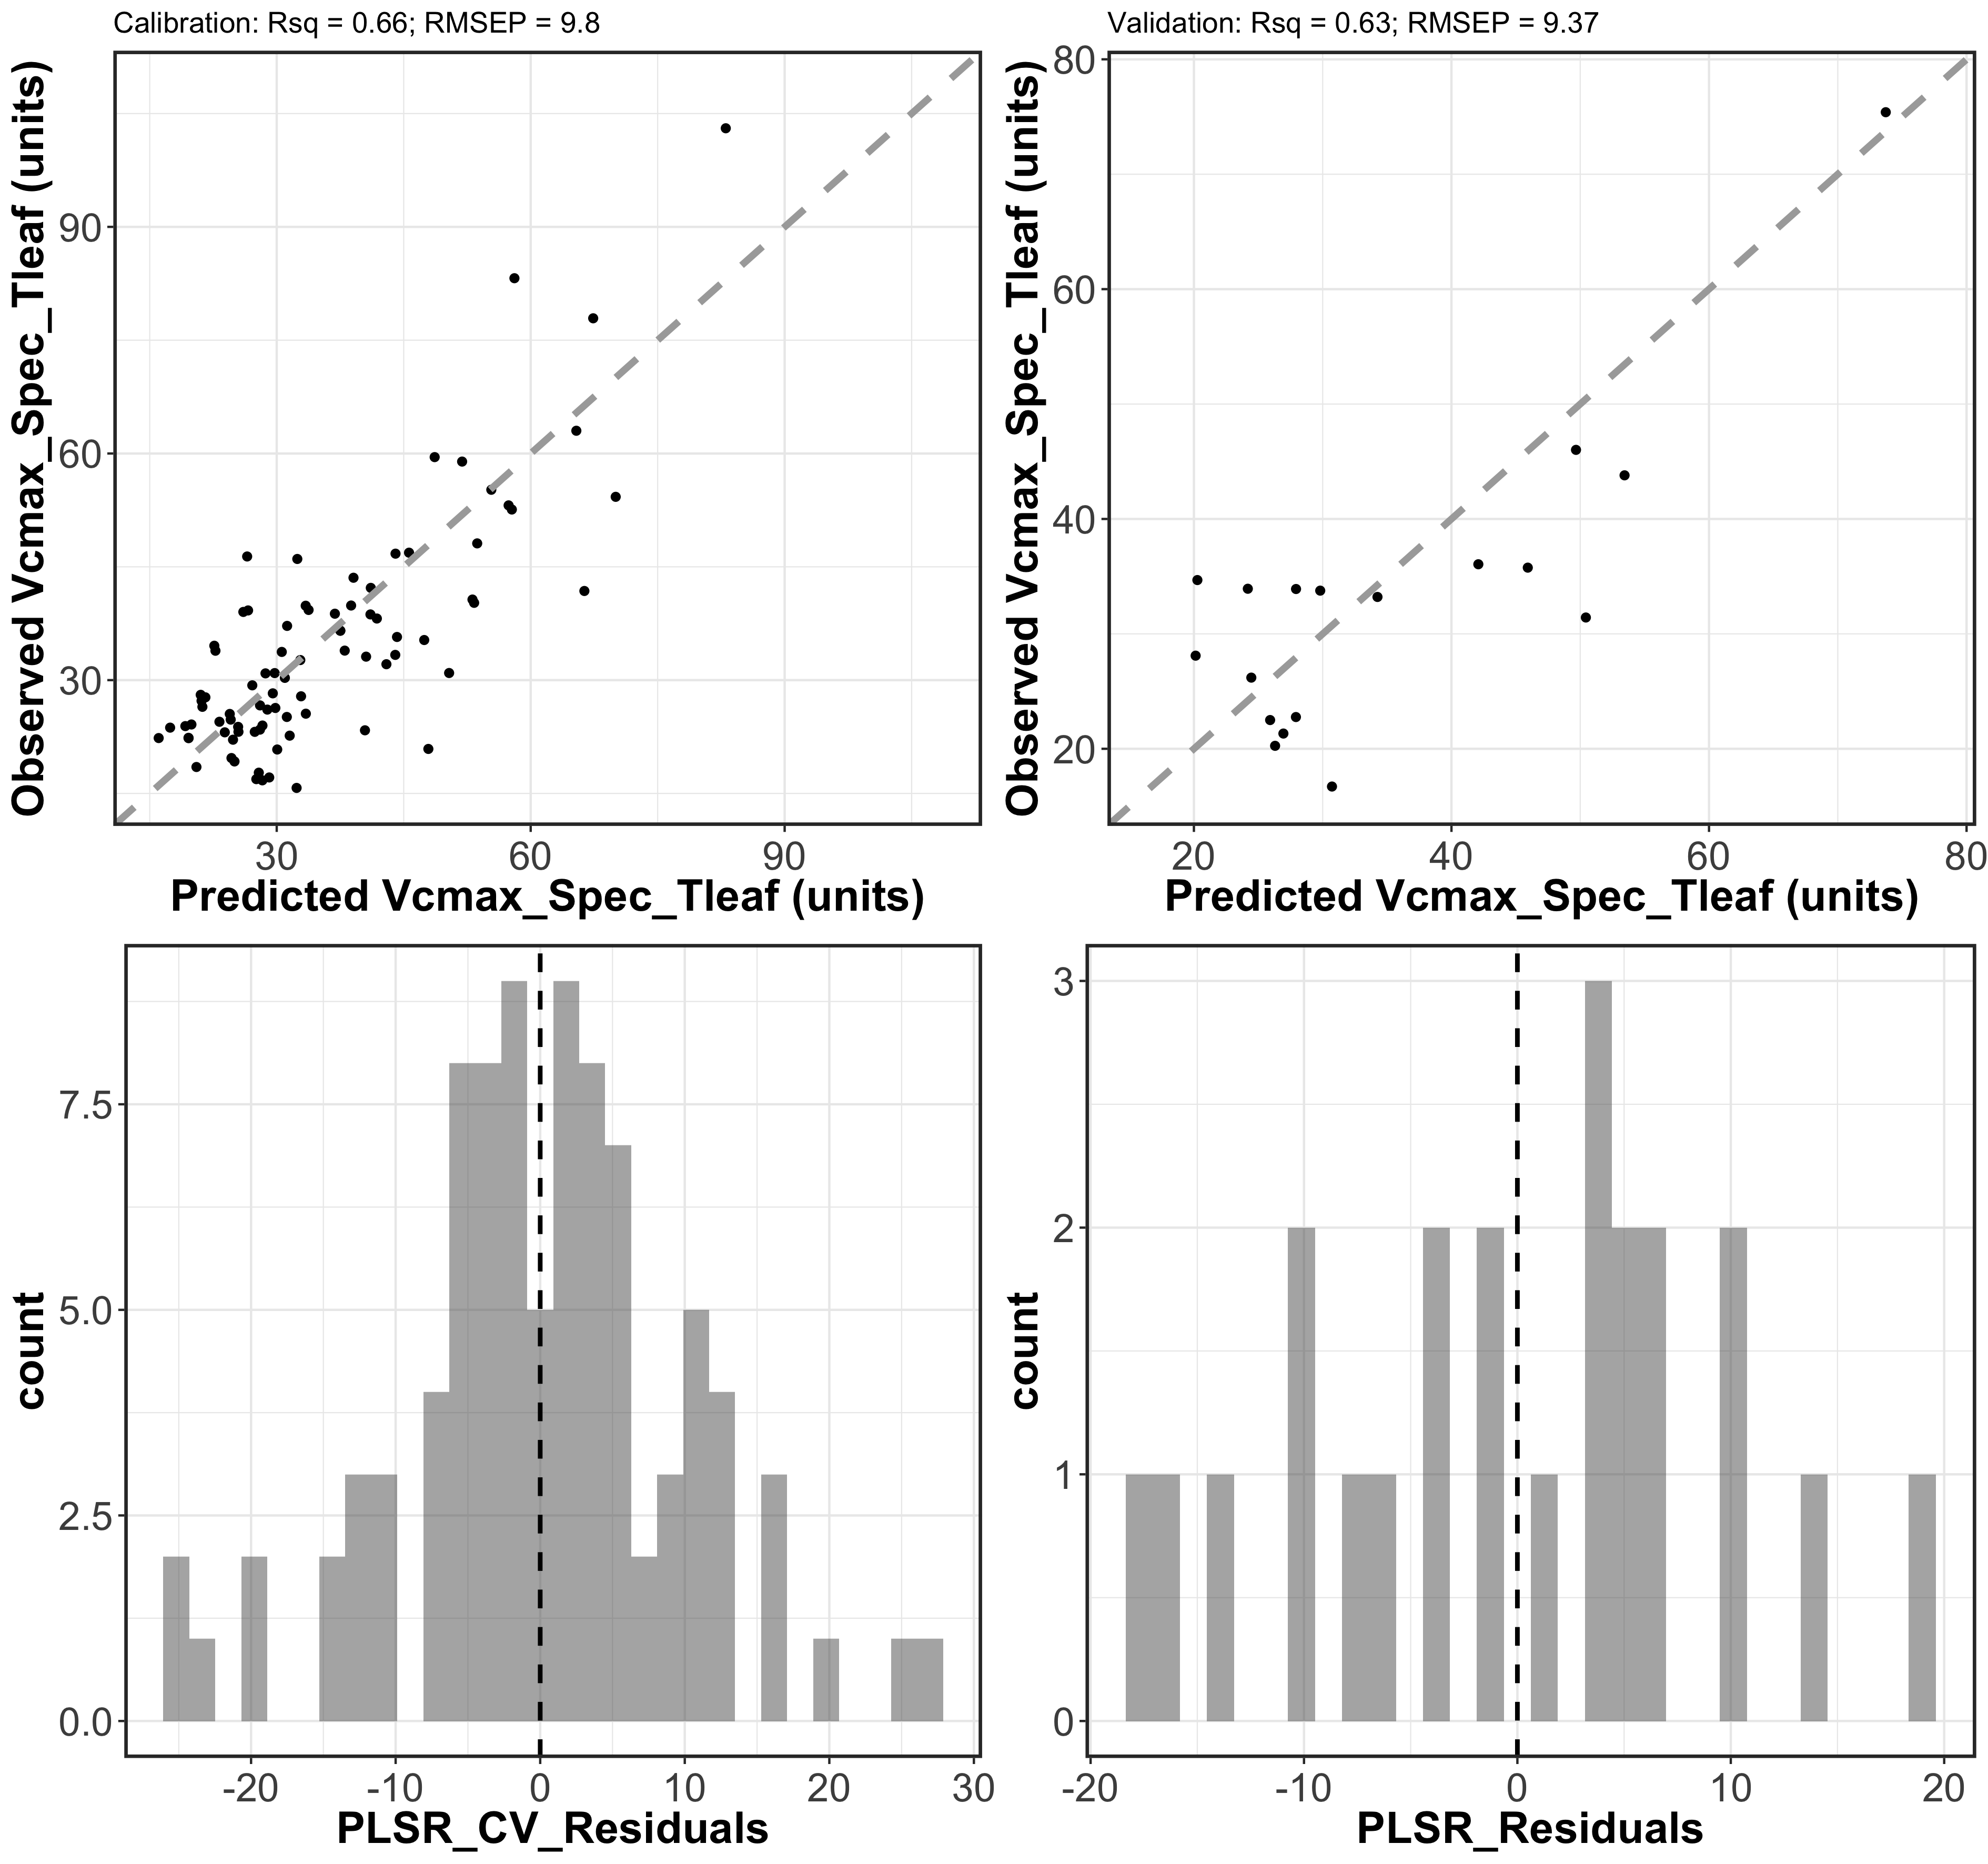 Calibration: Rsq = 0.66; RMSEP = 9.8
Observed Vcmax_Spec_Tleaf (units)
90
60
30
30 60 90
Predicted Vcmax_Spec_Tleaf (units)
Validation: Rsq = 0.63; RMSEP = 9.37
Observed Vcmax_Spec_Tleaf (units)
80
60
40
20
20 40 60 80
Predicted Vcmax_Spec_Tleaf (units)
count
7.5
5.0
2.5
0.0
-20 -10 0 10 20 30
PLSR_CV_Residuals
count
3
2
1
0
-20 -10 0 10 20
PLSR_Residuals